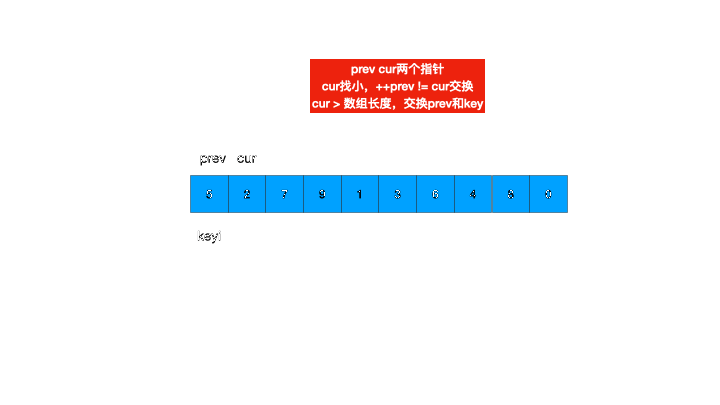 prev cur两个指针
cur找小，++prev != cur交换
cur > 数组长度，交换prev和key
prev cur
2 7 9 1 3 6 4 0
keyi